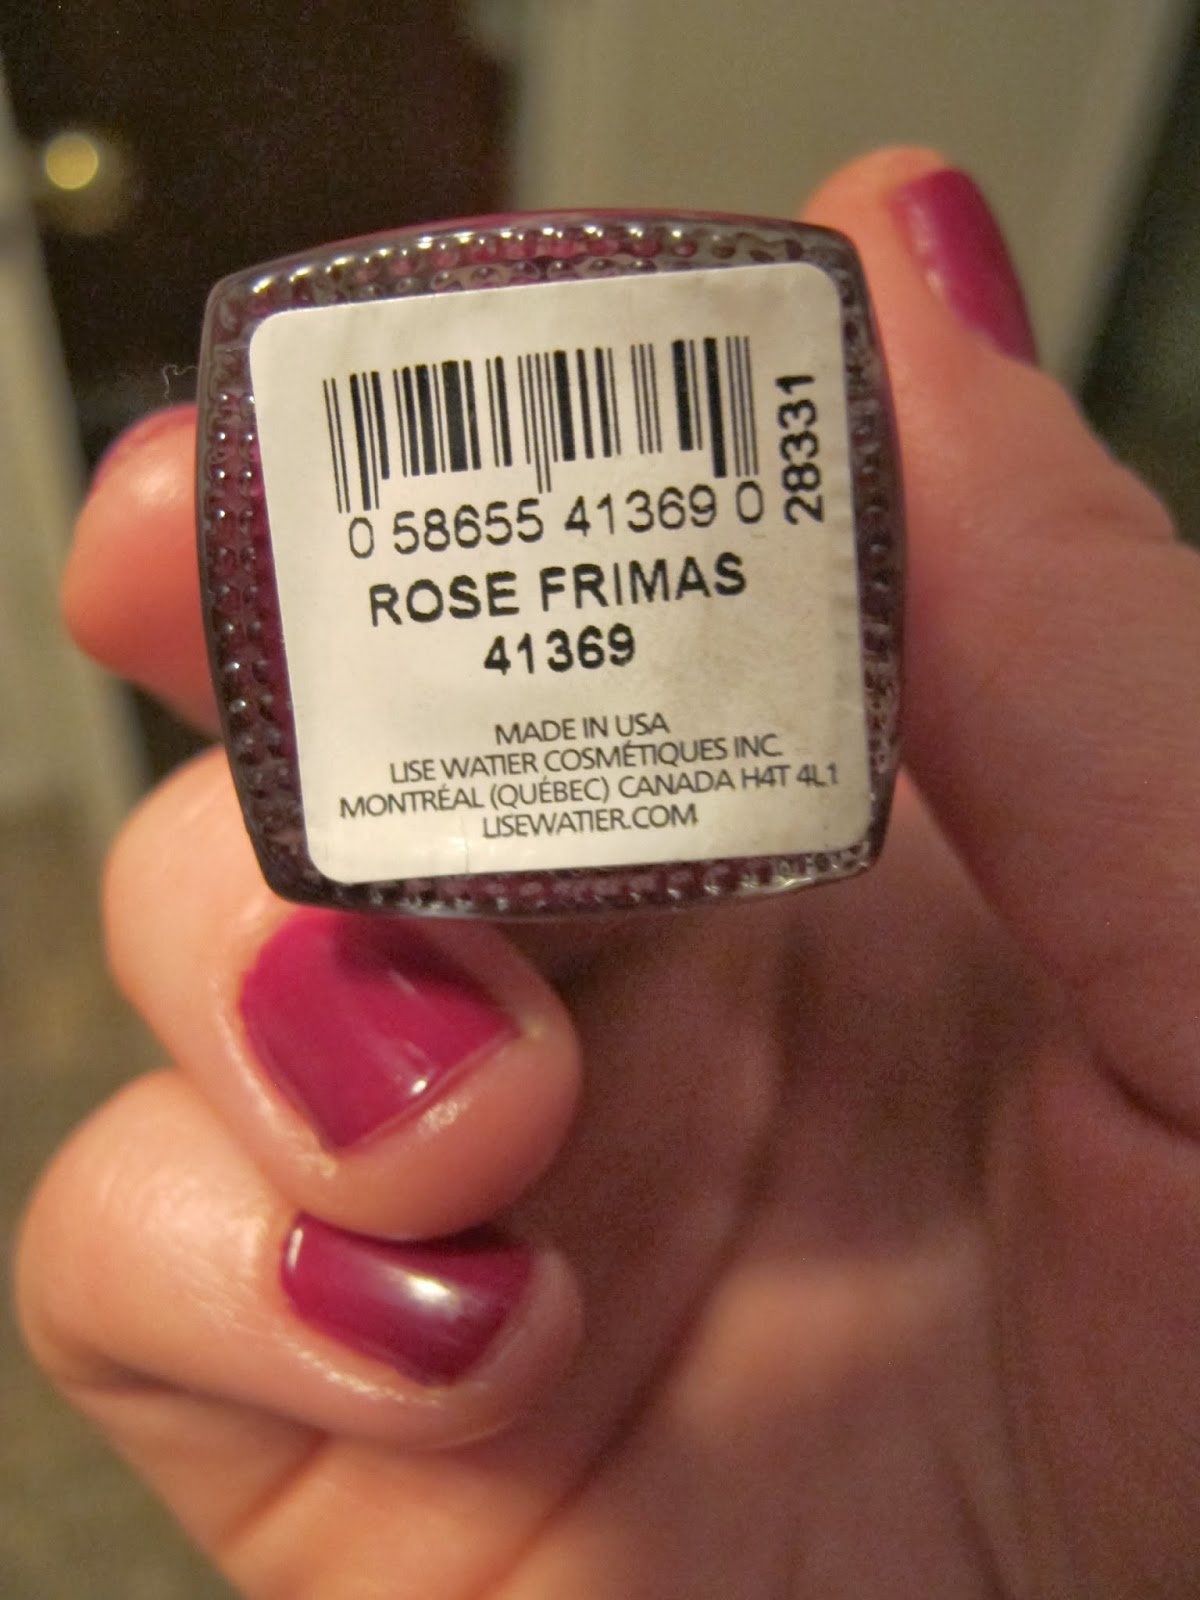 0 58655 41369 0
28331
ROSE FRIMAS
41369
MADE IN USA
LISE WATIER COSMÉTIQUES INC.
MONTRÉAL (QUÉBEC) CANADA H4T 4L1
LISEWATIER.COM